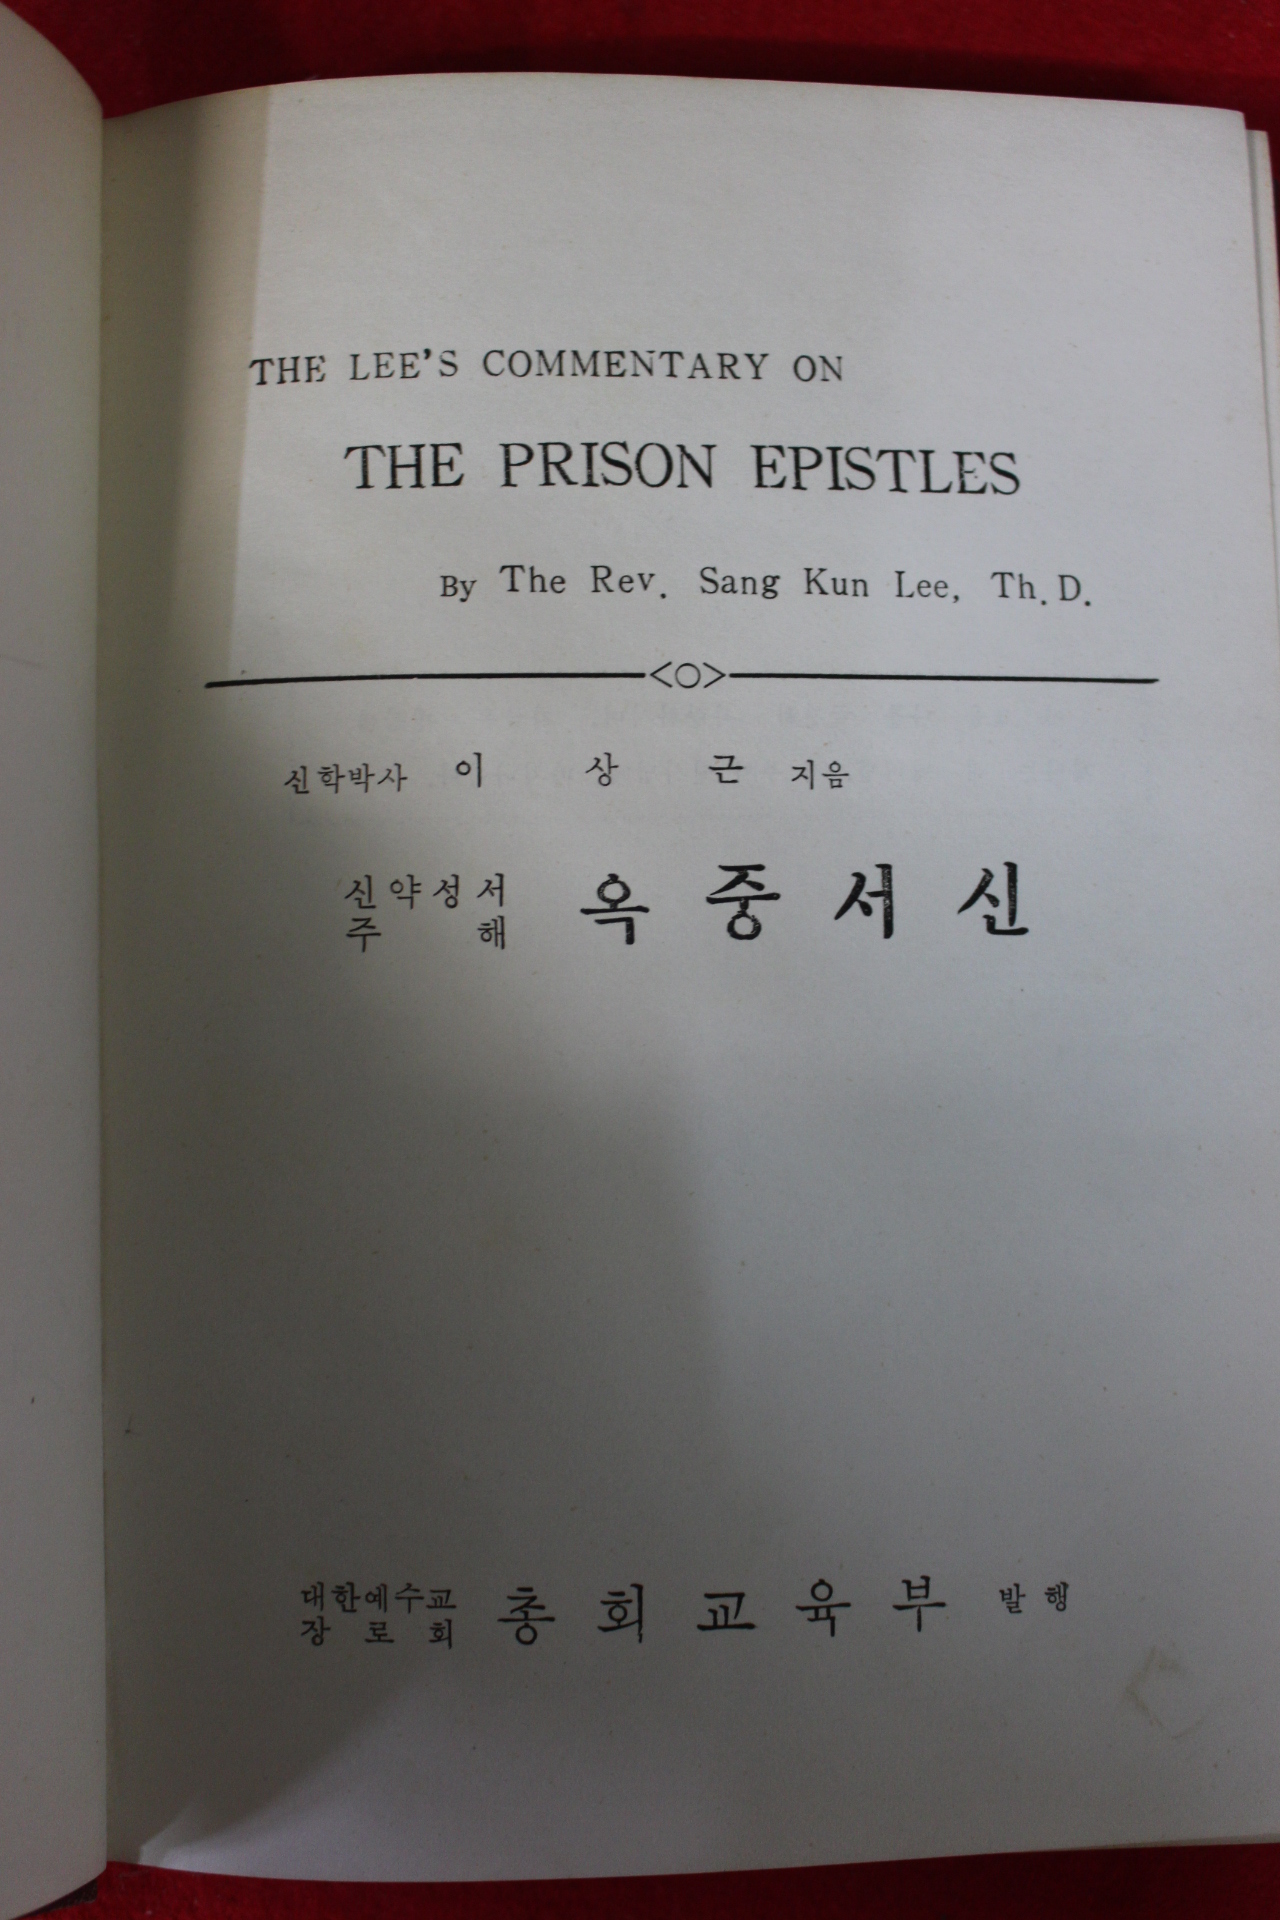 THE LEE'S COMMENTARY ON
THE PRISON EPISTLES
By The Rev. Sang Kun Lee, Th. D.
신학박사 이 상 근 지음
신약성서
주 해 옥중서신
대한예수교
장로회 총회교육부 발행